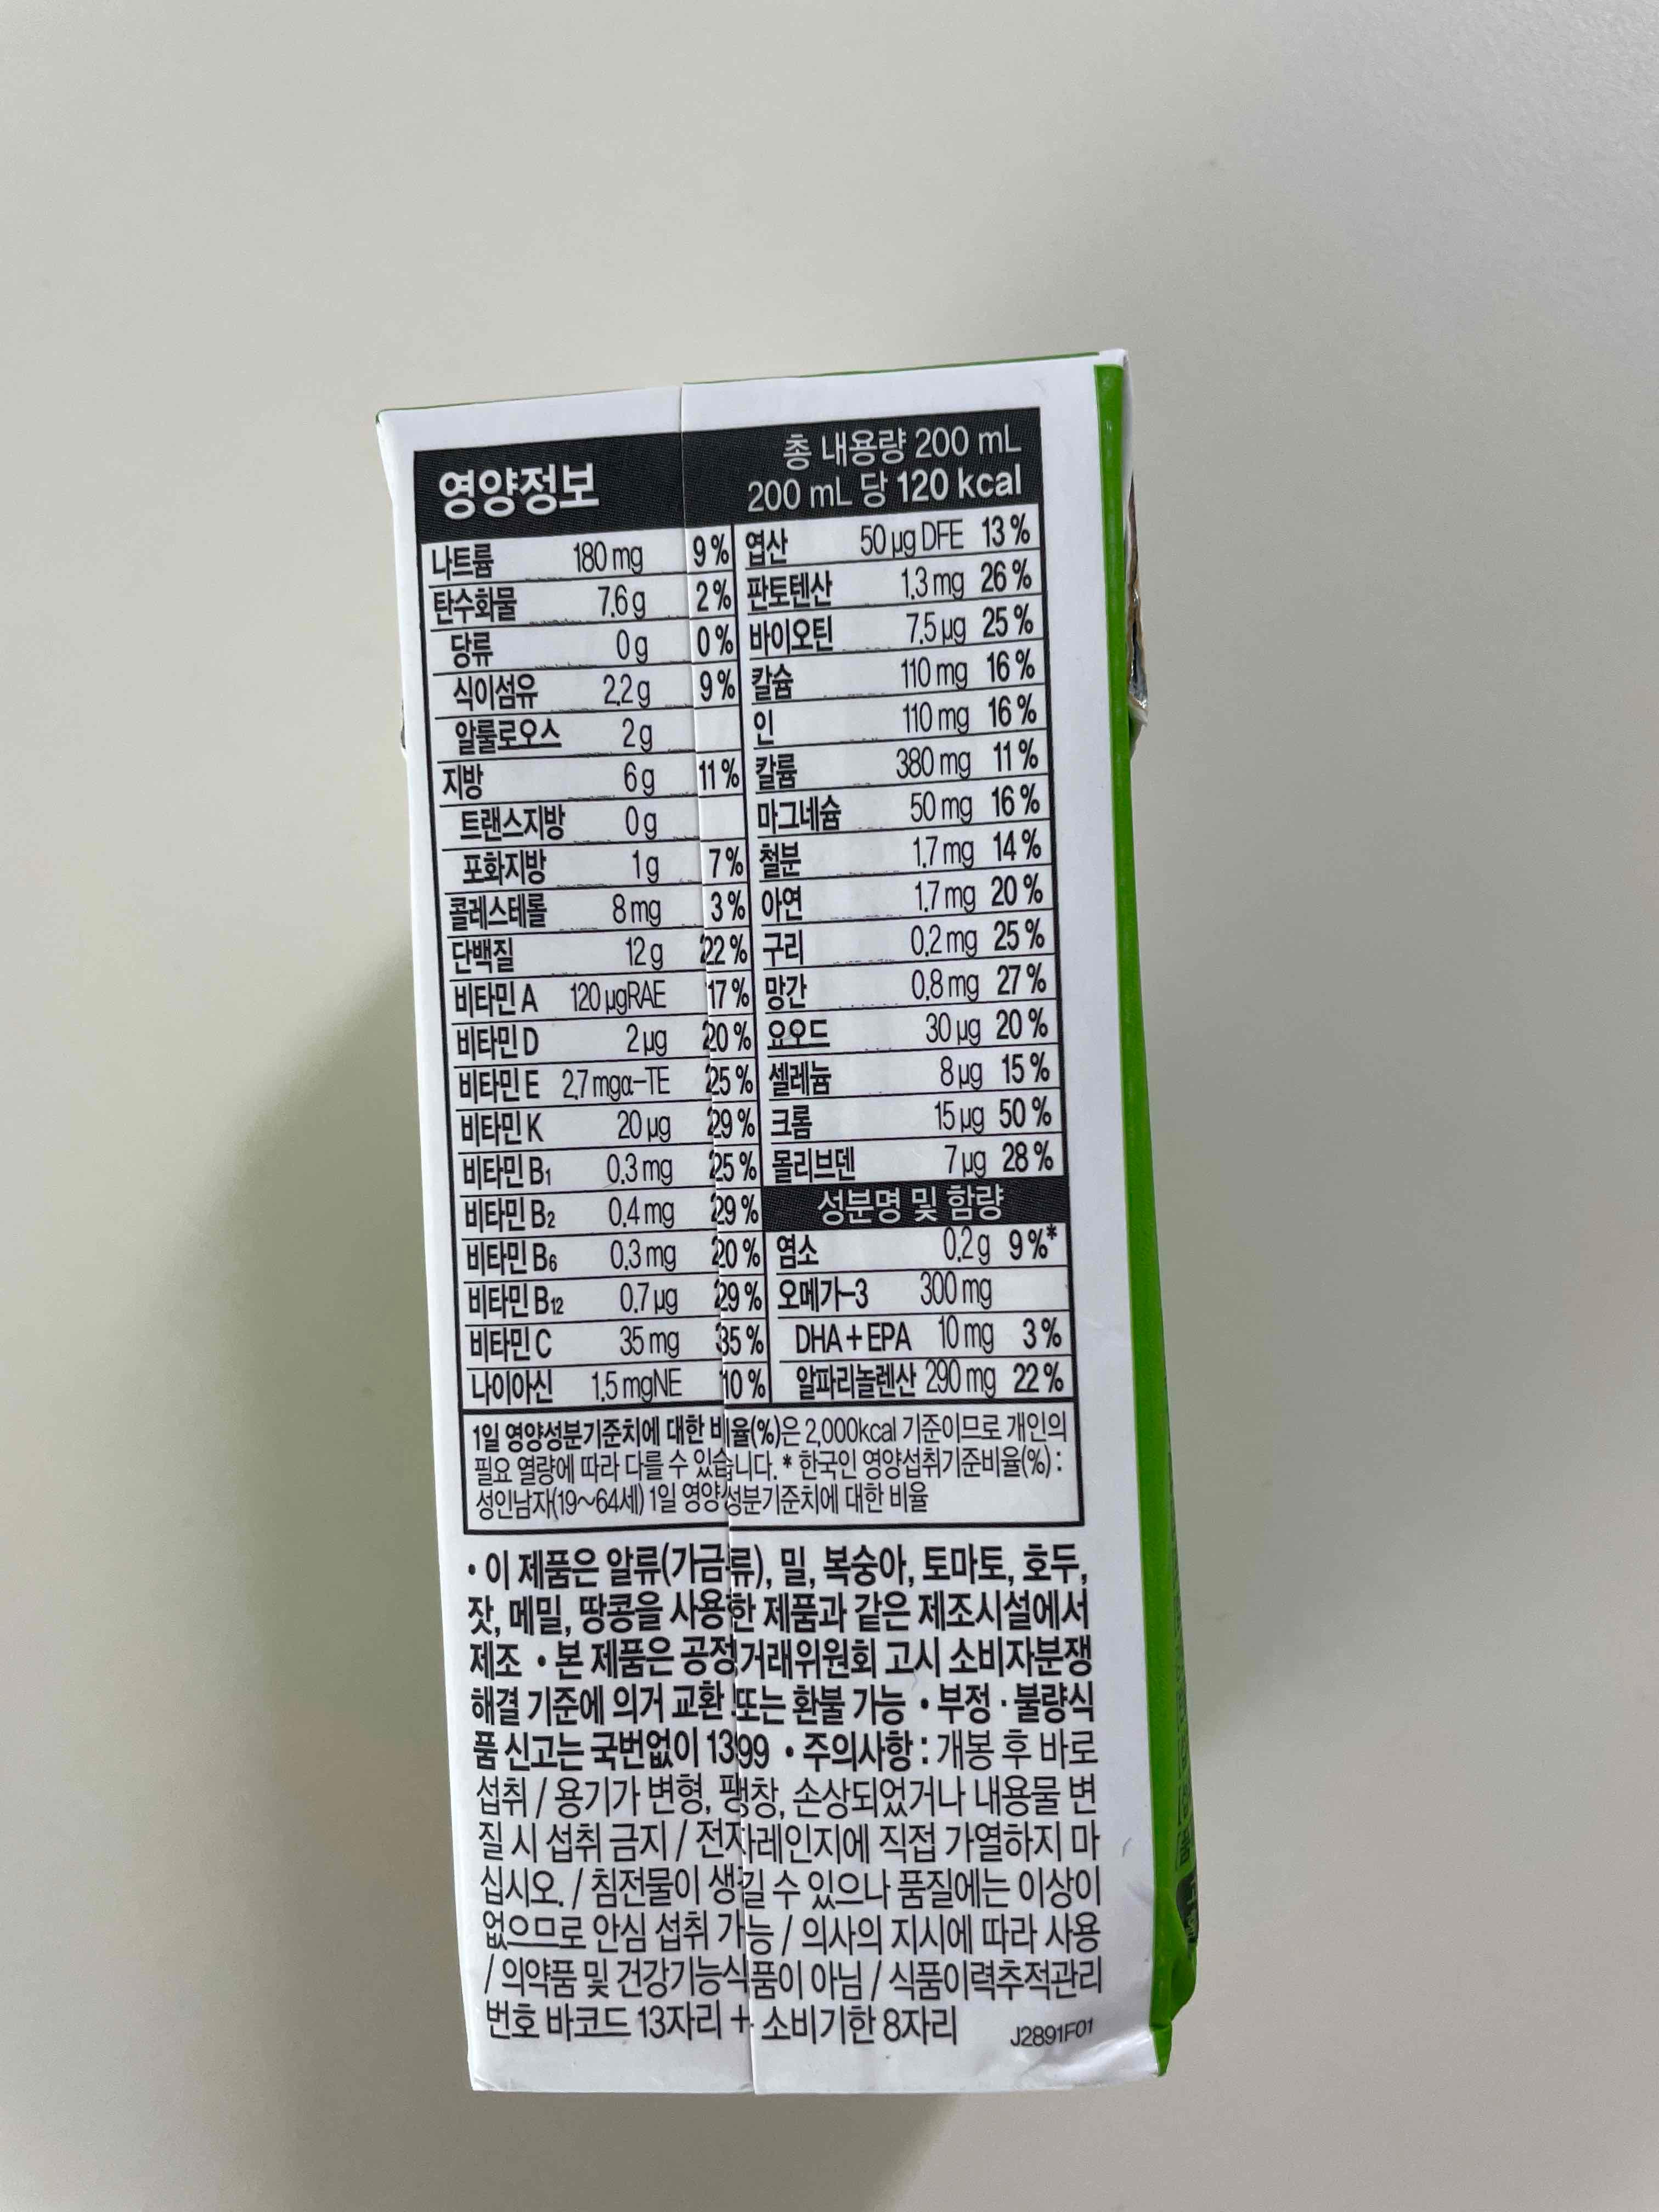 영양정보
총 내용량 200 mL
200 mL 당 120 kcal
나트륨 180 mg 9 %
탄수화물 7.6 g 2 %
당류 0 g 0 %
식이섬유 2.2 g 9 %
알룰로오스 2 g
지방 6 g 11 %
트랜스지방 0 g
포화지방 1 g 7 %
콜레스테롤 8 mg 3 %
단백질 12 g 22 %
비타민 A 120 μgRAE 17 %
비타민 D 2 μg 20 %
비타민 E 2.7 mgα-TE 25 %
비타민 K 20 μg 29 %
비타민 B1 0.3 mg 25 %
비타민 B2 0.4 mg 29 %
비타민 B6 0.3 mg 20 %
비타민 B12 0.7 μg 29 %
비타민 C 35 mg 35 %
나이아신 1.5 mgNE 10 %
엽산 50 μg DFE 13 %
판토텐산 1.3 mg 26 %
바이오틴 7.5 μg 25 %
칼슘 110 mg 16 %
인 110 mg 16 %
칼륨 380 mg 11 %
마그네슘 50 mg 16 %
철분 1.7 mg 14 %
아연 1.7 mg 20 %
구리 0.2 mg 25 %
망간 0.8 mg 27 %
요오드 30 μg 20 %
셀레늄 8 μg 15 %
크롬 15 μg 50 %
몰리브덴 7 μg 28 %
성분명 및 함량
염소 0.2 g 9 %*
오메가-3 300 mg
DHA + EPA 10 mg 3 %
알파리놀렌산 290 mg 22 %
1일 영양성분기준치에 대한 비율(%)은 2,000kcal 기준이므로 개인의
필요 열량에 따라 다를 수 있습니다. * 한국인 영양섭취기준비율(%) :
성인남자(19~64세) 1일 영양성분기준치에 대한 비율
• 이 제품은 알류(가금류), 밀, 복숭아, 토마토, 호두,
잣, 메밀, 땅콩을 사용한 제품과 같은 제조시설에서
제조 • 본 제품은 공정거래위원회 고시 소비자분쟁
해결 기준에 의거 교환 또는 환불 가능 • 부정 · 불량식
품 신고는 국번없이 1399 • 주의사항 : 개봉 후 바로
섭취 / 용기가 변형, 팽창, 손상되었거나 내용물 변
질 시 섭취 금지 / 전자레인지에 직접 가열하지 마
십시오. / 침전물이 생길 수 있으나 품질에는 이상이
없으므로 안심 섭취 가능 / 의사의 지시에 따라 사용
/ 의약품 및 건강기능식품이 아님 / 식품이력추적관리
번호 바코드 13자리 + 소비기한 8자리
J2891F01